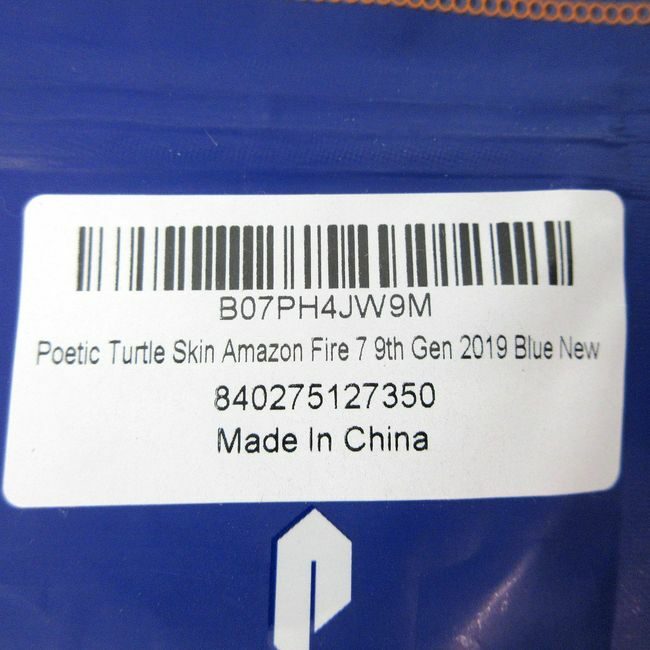 B07PH4JW9M
Poetic Turtle Skin Amazon Fire 7 9th Gen 2019 Blue New
840275127350
Made In China